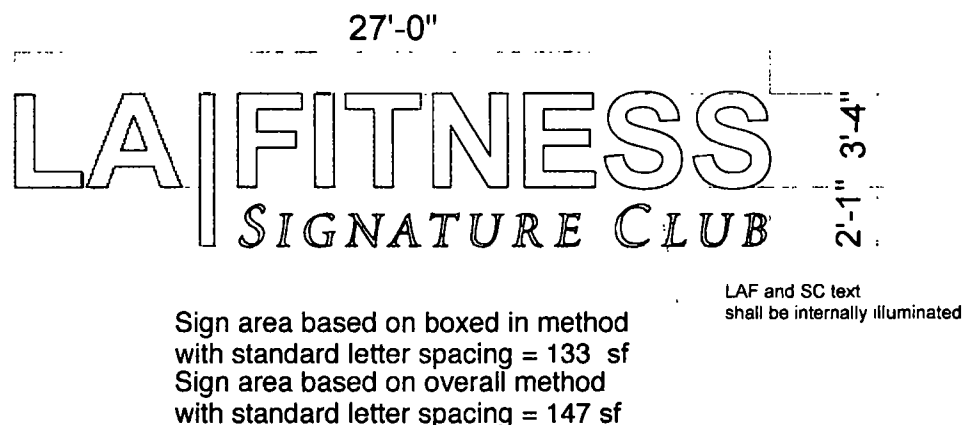 27'-0"
LA|FITNESS
SIGNATURE CLUB
3'-4"
2'-1"
LAF and SC text
shall be internally illuminated
Sign area based on boxed in method
with standard letter spacing = 133 sf
Sign area based on overall method
with standard letter spacing = 147 sf